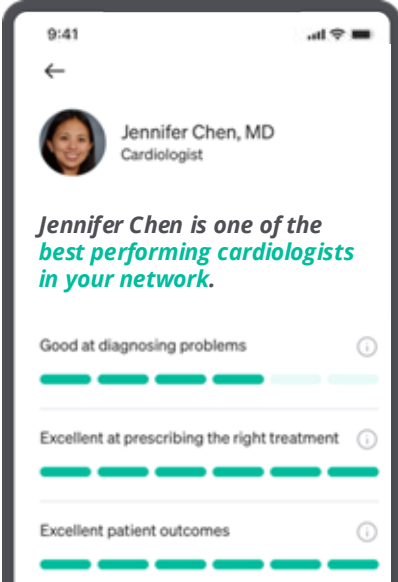 9:41
Jennifer Chen, MD
Cardiologist
Jennifer Chen is one of the
best performing cardiologists
in your network.
Good at diagnosing problems
Excellent at prescribing the right treatment
Excellent patient outcomes